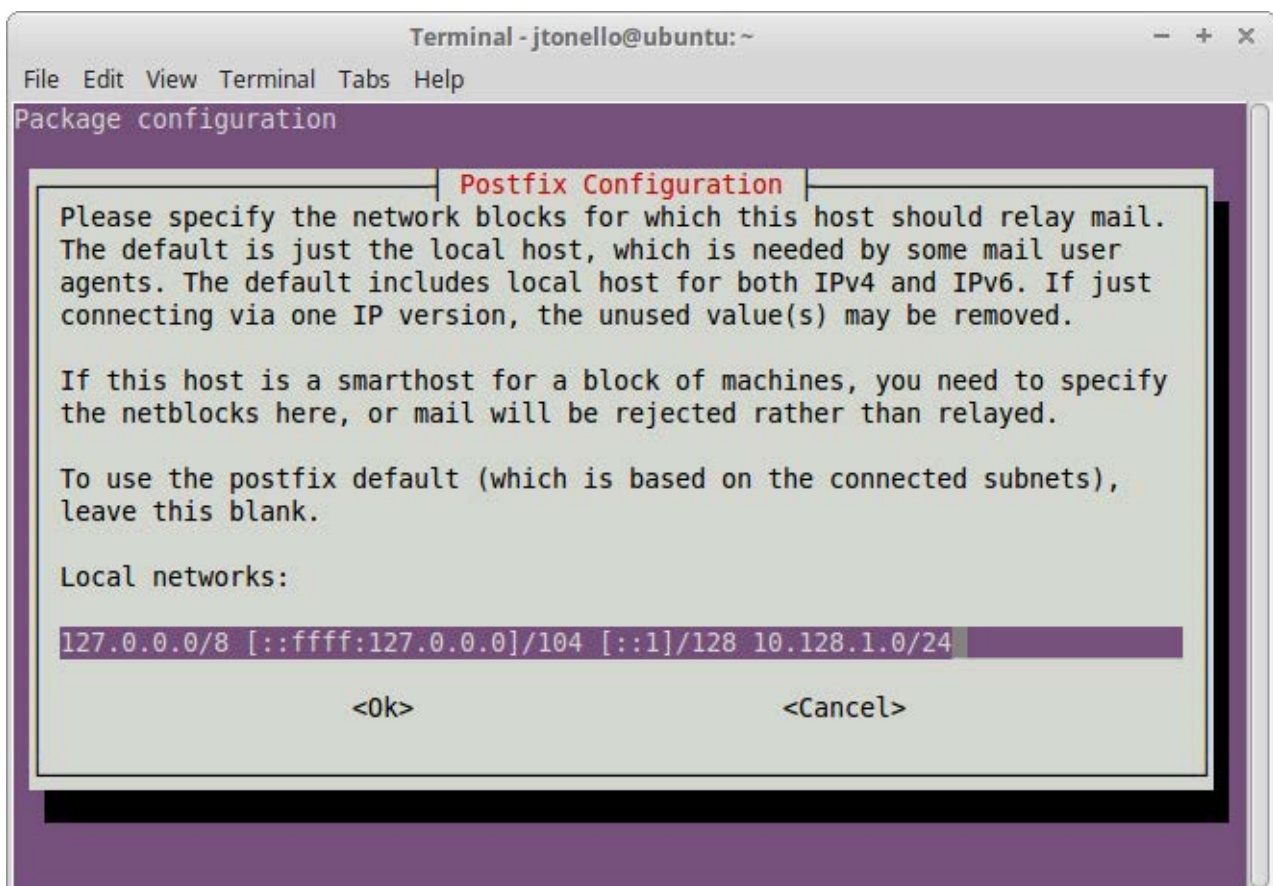 Terminal - jtonello@ubuntu: ~
File Edit View Terminal Tabs Help
Package configuration
Postfix Configuration
Please specify the network blocks for which this host should relay mail.
The default is just the local host, which is needed by some mail user
agents. The default includes local host for both IPv4 and IPv6. If just
connecting via one IP version, the unused value(s) may be removed.
If this host is a smarthost for a block of machines, you need to specify
the netblocks here, or mail will be rejected rather than relayed.
To use the postfix default (which is based on the connected subnets),
leave this blank.
Local networks:
127.0.0.0/8 [::ffff:127.0.0.0]/104 [::1]/128 10.128.1.0/24
<Ok> <Cancel>